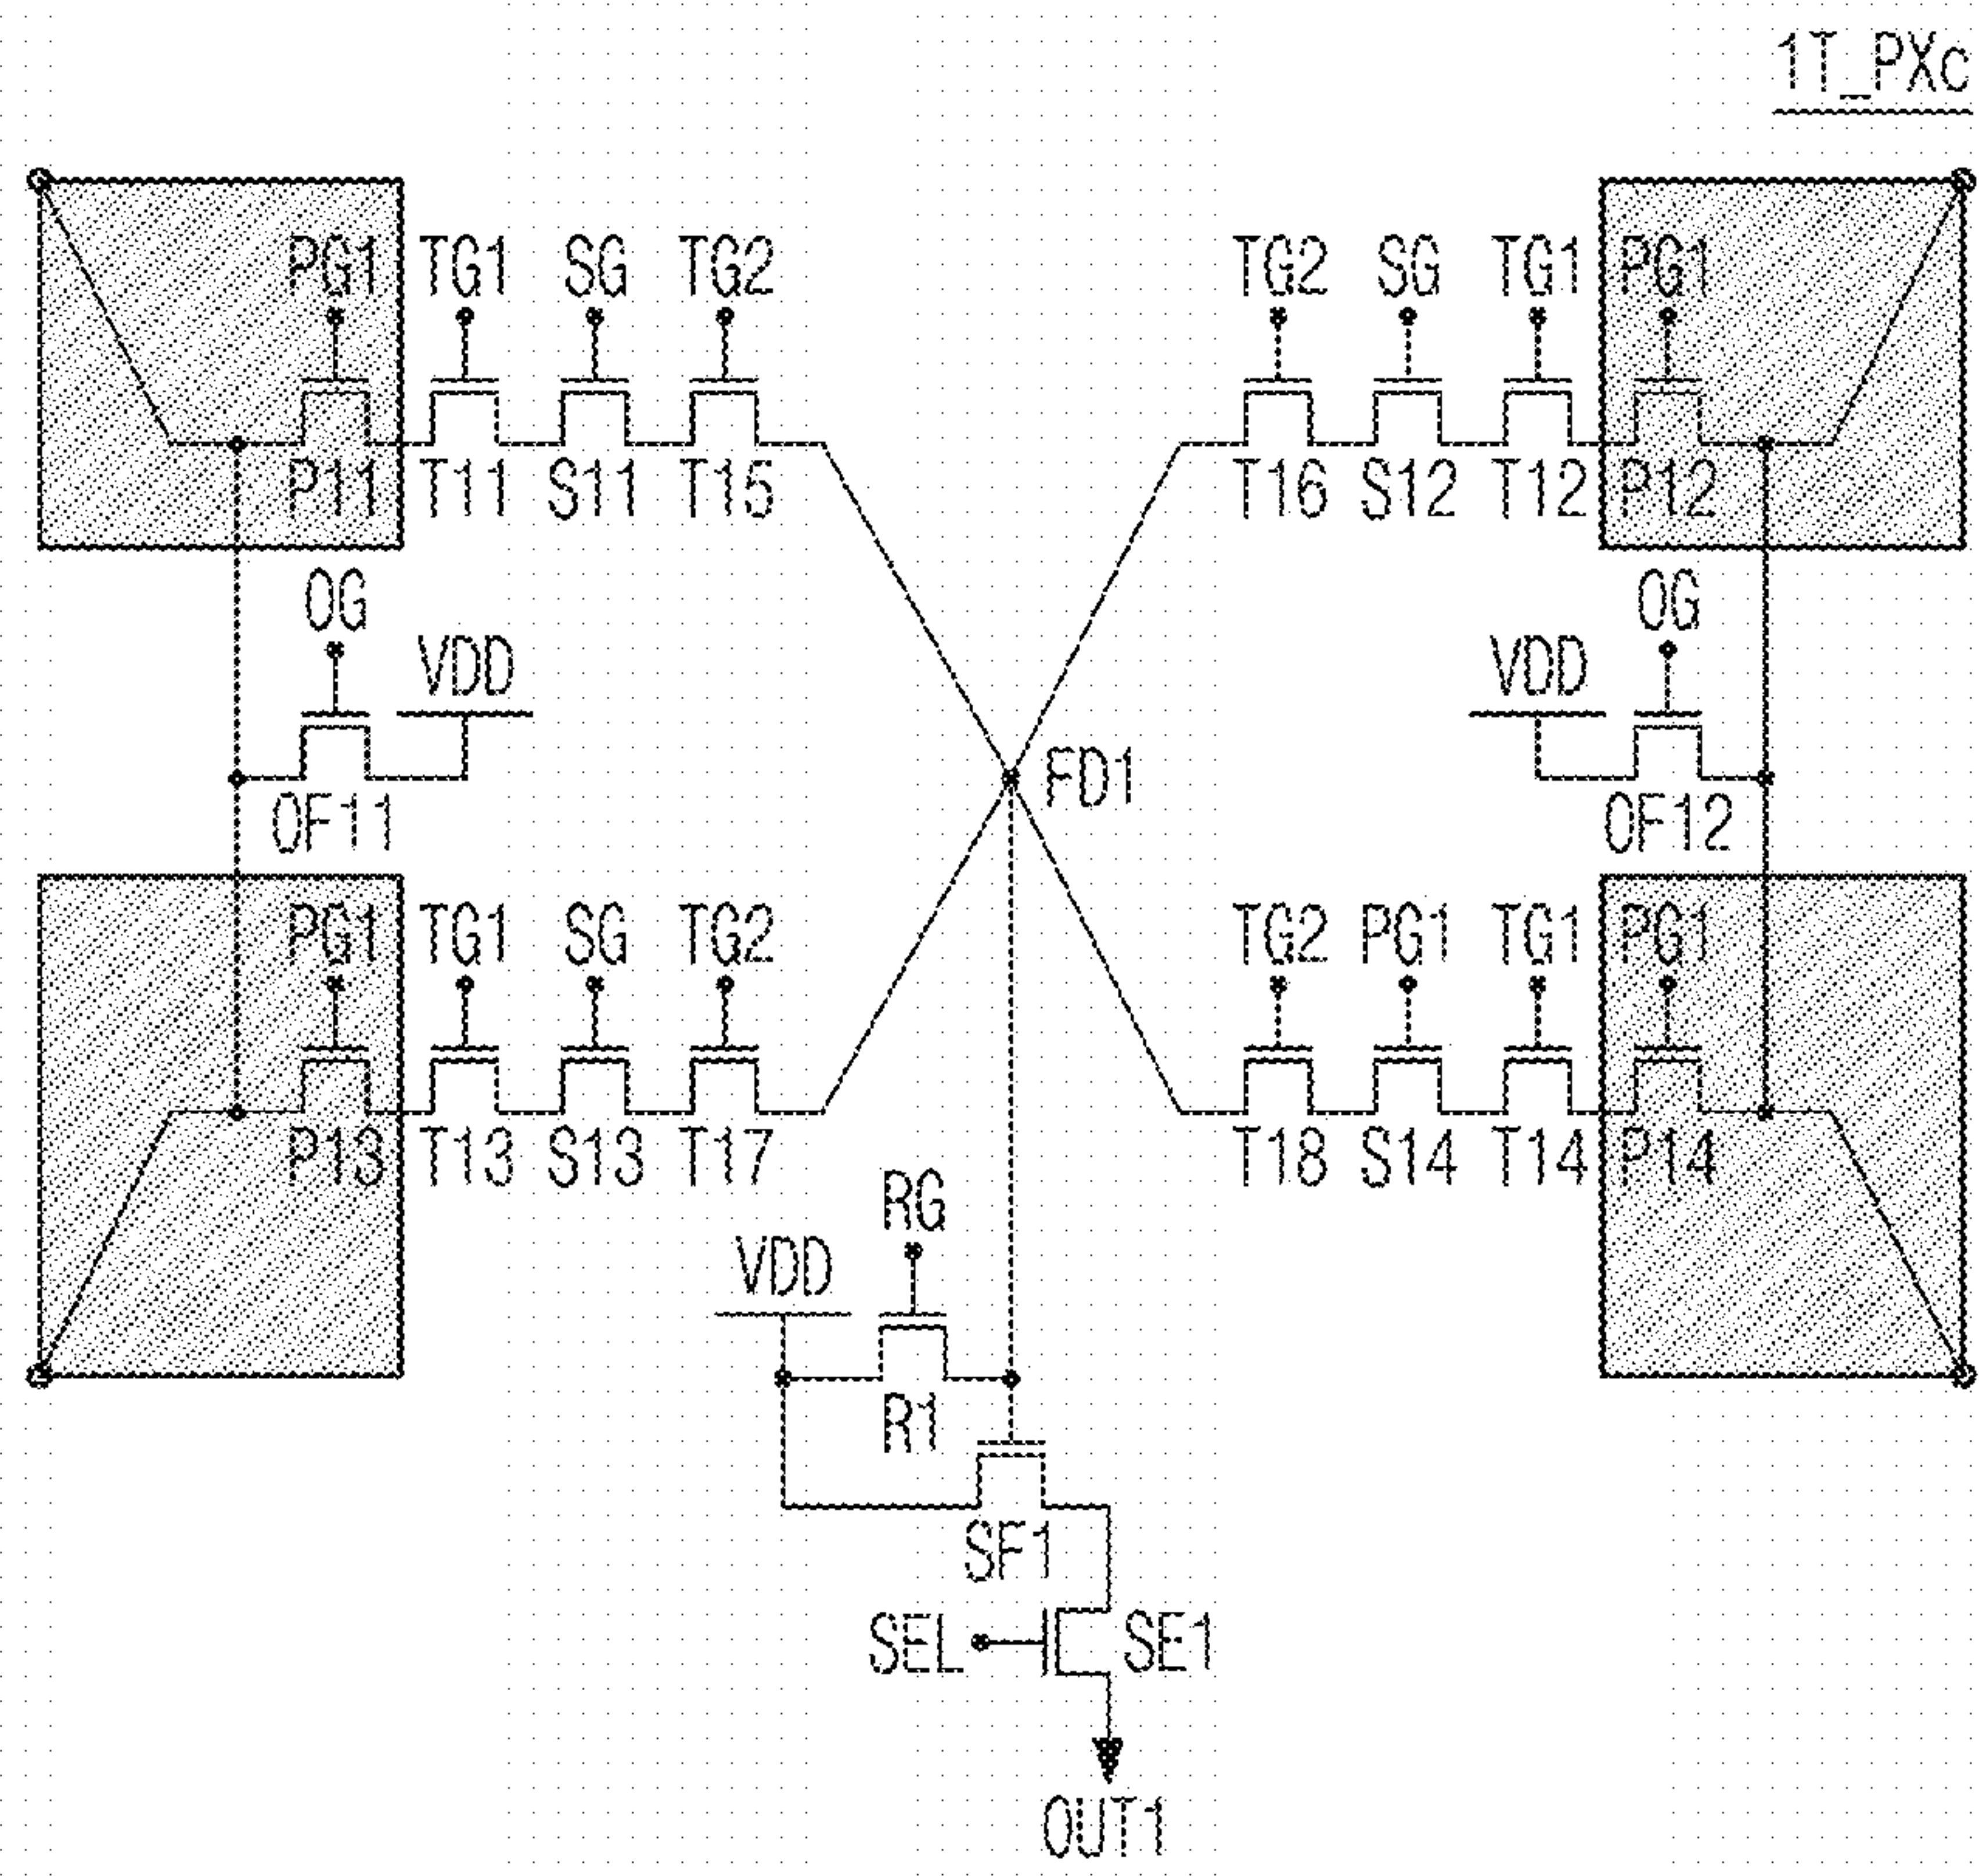 1T_PXc
PG1 TG1 SG TG2 TG2 SG TG1 PG1
P11 T11 S11 T15 T16 S12 T12 P12
OG OG
VDD VDD
FD1
OF11 OF12
PG1 TG1 SG TG2 TG2 PG1 TG1 PG1
P13 T13 S13 T17 T18 S14 T14 P14
RG
VDD
R1
SF1
SEL SE1
OUT1